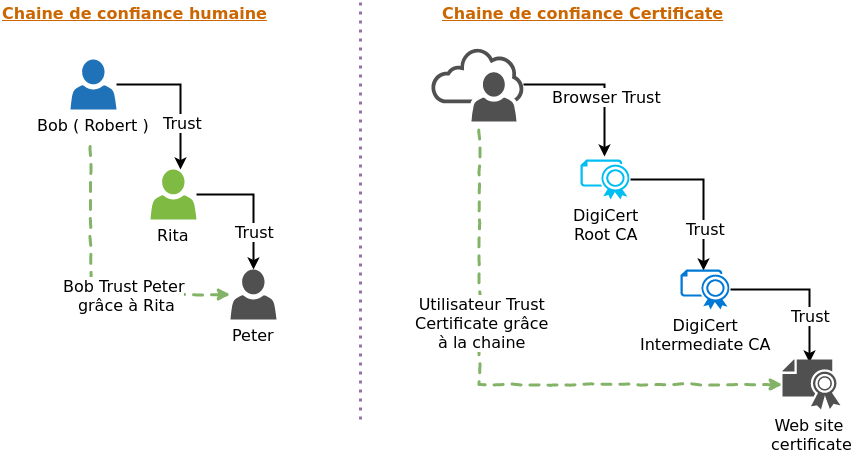 Chaine de confiance humaine
Bob ( Robert )
Trust
Rita
Trust
Bob Trust Peter
grâce à Rita
Peter
Chaine de confiance Certificate
Browser Trust
DigiCert
Root CA
Trust
Utilisateur Trust
Certificate grâce
à la chaine
DigiCert
Intermediate CA
Trust
Web site
certificate